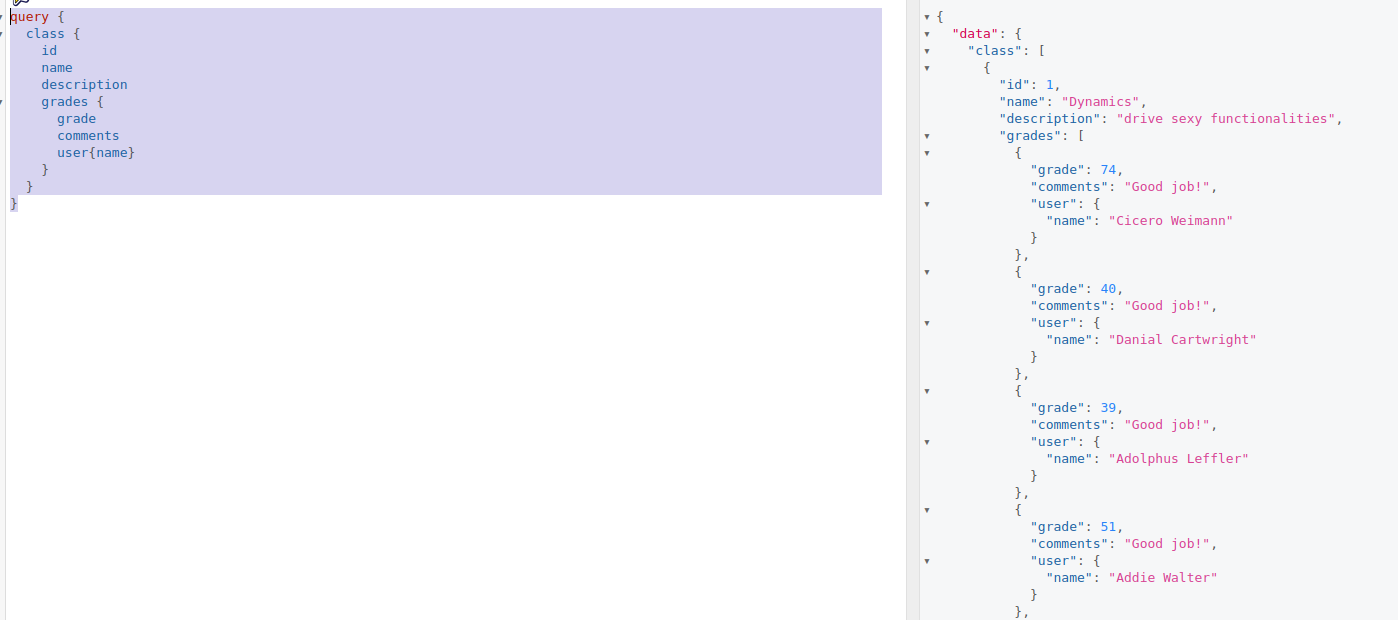 query {
  class {
    id
    name
    description
    grades {
      grade
      comments
      user{name}
    }
  }
}
{
  "data": {
    "class": [
      {
        "id": 1,
        "name": "Dynamics",
        "description": "drive sexy functionalities",
        "grades": [
          {
            "grade": 74,
            "comments": "Good job!",
            "user": {
              "name": "Cicero Weimann"
            }
          },
          {
            "grade": 40,
            "comments": "Good job!",
            "user": {
              "name": "Danial Cartwright"
            }
          },
          {
            "grade": 39,
            "comments": "Good job!",
            "user": {
              "name": "Adolphus Leffler"
            }
          },
          {
            "grade": 51,
            "comments": "Good job!",
            "user": {
              "name": "Addie Walter"
            }
          },